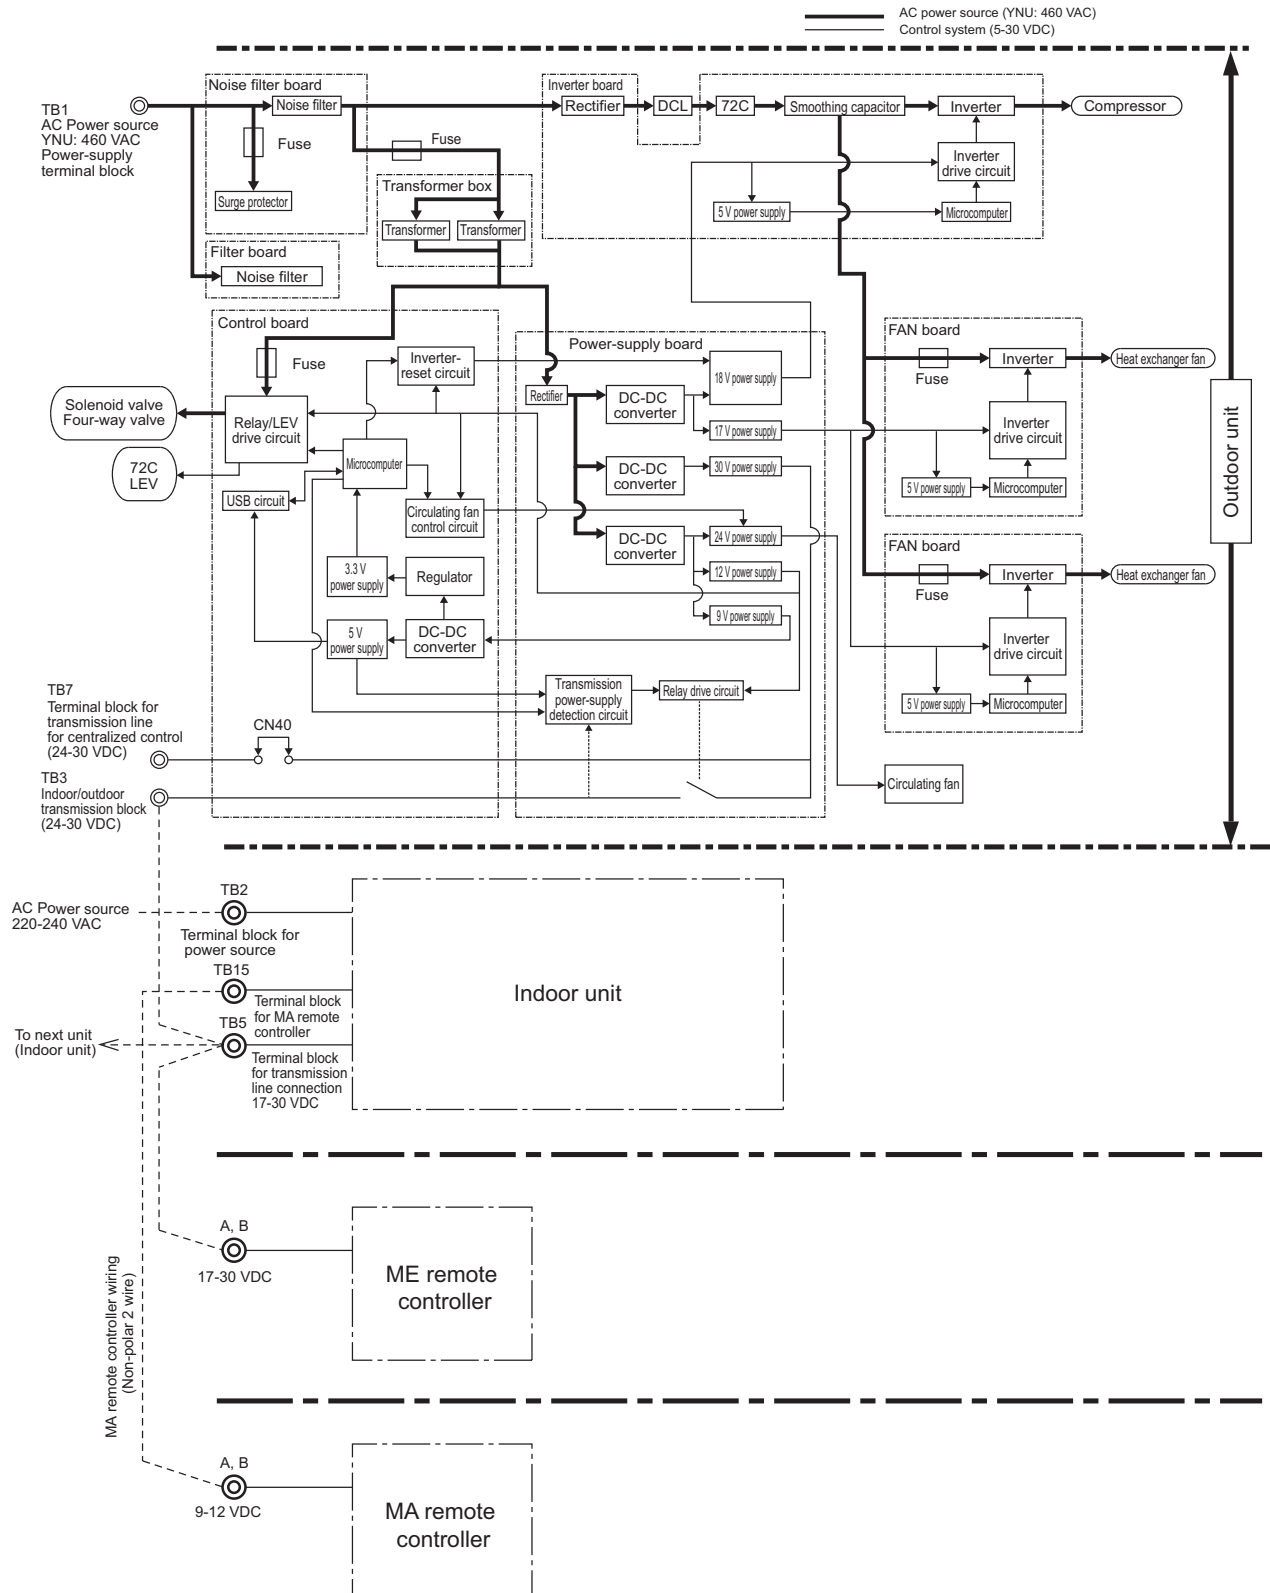 AC power source (YNU: 460 VAC)
Control system (5-30 VDC)
Noise filter board
Noise filter
Fuse
Surge protector
TB1
AC Power source
YNU: 460 VAC
Power-supply
terminal block
Fuse
Inverter board
Rectifier
DCL
72C
Smoothing capacitor
Inverter
Compressor
Inverter
drive circuit
5 V power supply
Microcomputer
Transformer box
Transformer
Transformer
Filter board
Noise filter
Control board
Fuse
Inverter-
reset circuit
Solenoid valve
Four-way valve
Relay/LEV
drive circuit
72C
LEV
Microcomputer
USB circuit
Circulating fan
control circuit
3.3 V
power supply
Regulator
5 V
power supply
DC-DC
converter
Power-supply board
Rectifier
DC-DC
converter
18 V power supply
17 V power supply
DC-DC
converter
30 V power supply
DC-DC
converter
24 V power supply
12 V power supply
9 V power supply
Transmission
power-supply
detection circuit
Relay drive circuit
FAN board
Fuse
Inverter
Heat exchanger fan
Inverter
drive circuit
5 V power supply
Microcomputer
FAN board
Fuse
Inverter
Heat exchanger fan
Inverter
drive circuit
5 V power supply
Microcomputer
Circulating fan
Outdoor unit
TB7
Terminal block for
transmission line
for centralized control
(24-30 VDC)
CN40
TB3
Indoor/outdoor
transmission block
(24-30 VDC)
AC Power source
220-240 VAC
TB2
Terminal block for
power source
TB15
Terminal block
for MA remote
controller
TB5
Terminal block
for transmission
line connection
17-30 VDC
To next unit
(Indoor unit)
Indoor unit
A, B
17-30 VDC
ME remote
controller
MA remote controller wiring
(Non-polar 2 wire)
A, B
9-12 VDC
MA remote
controller